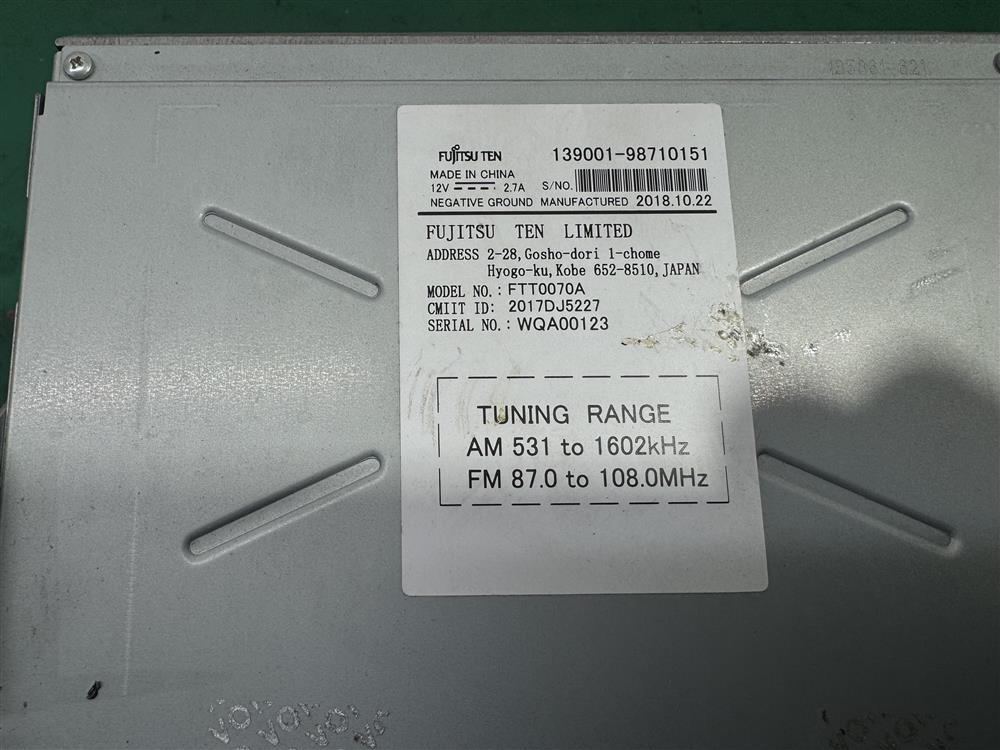 FUJITSU TEN 139001-98710151
MADE IN CHINA
12V 2.7A S/NO.
NEGATIVE GROUND MANUFACTURED 2018.10.22
FUJITSU TEN LIMITED
ADDRESS 2-28,Gosho-dori 1-chome
Hyogo-ku,Kobe 652-8510,JAPAN
MODEL NO.: FTT0070A
CMIIT ID: 2017DJ5227
SERIAL NO.: WQA00123
TUNING RANGE
AM 531 to 1602kHz
FM 87.0 to 108.0MHz